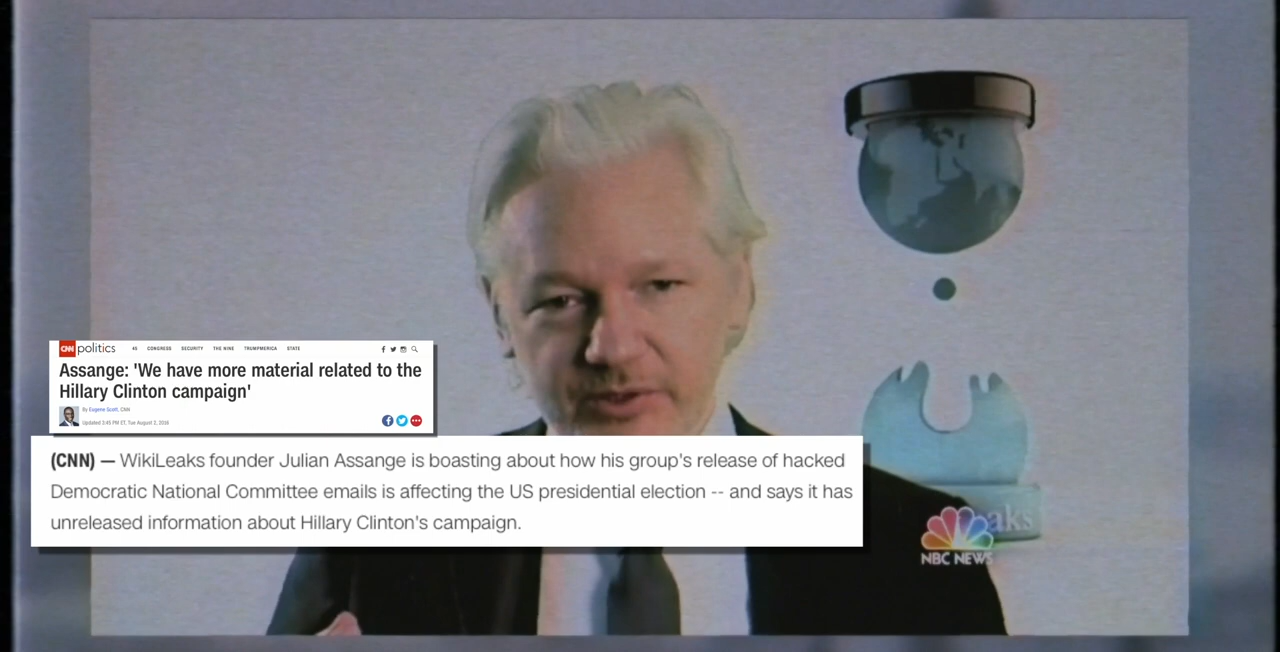 CNN politics 45 CONGRESS SECURITY THE NINE TRUMPMERICA STATE
Assange: 'We have more material related to the
Hillary Clinton campaign'
By Eugene Scott, CNN
Updated 3:45 PM ET, Tue August 2, 2016
(CNN) — WikiLeaks founder Julian Assange is boasting about how his group's release of hacked
Democratic National Committee emails is affecting the US presidential election -- and says it has
unreleased information about Hillary Clinton's campaign.
aks
NBC NEWS